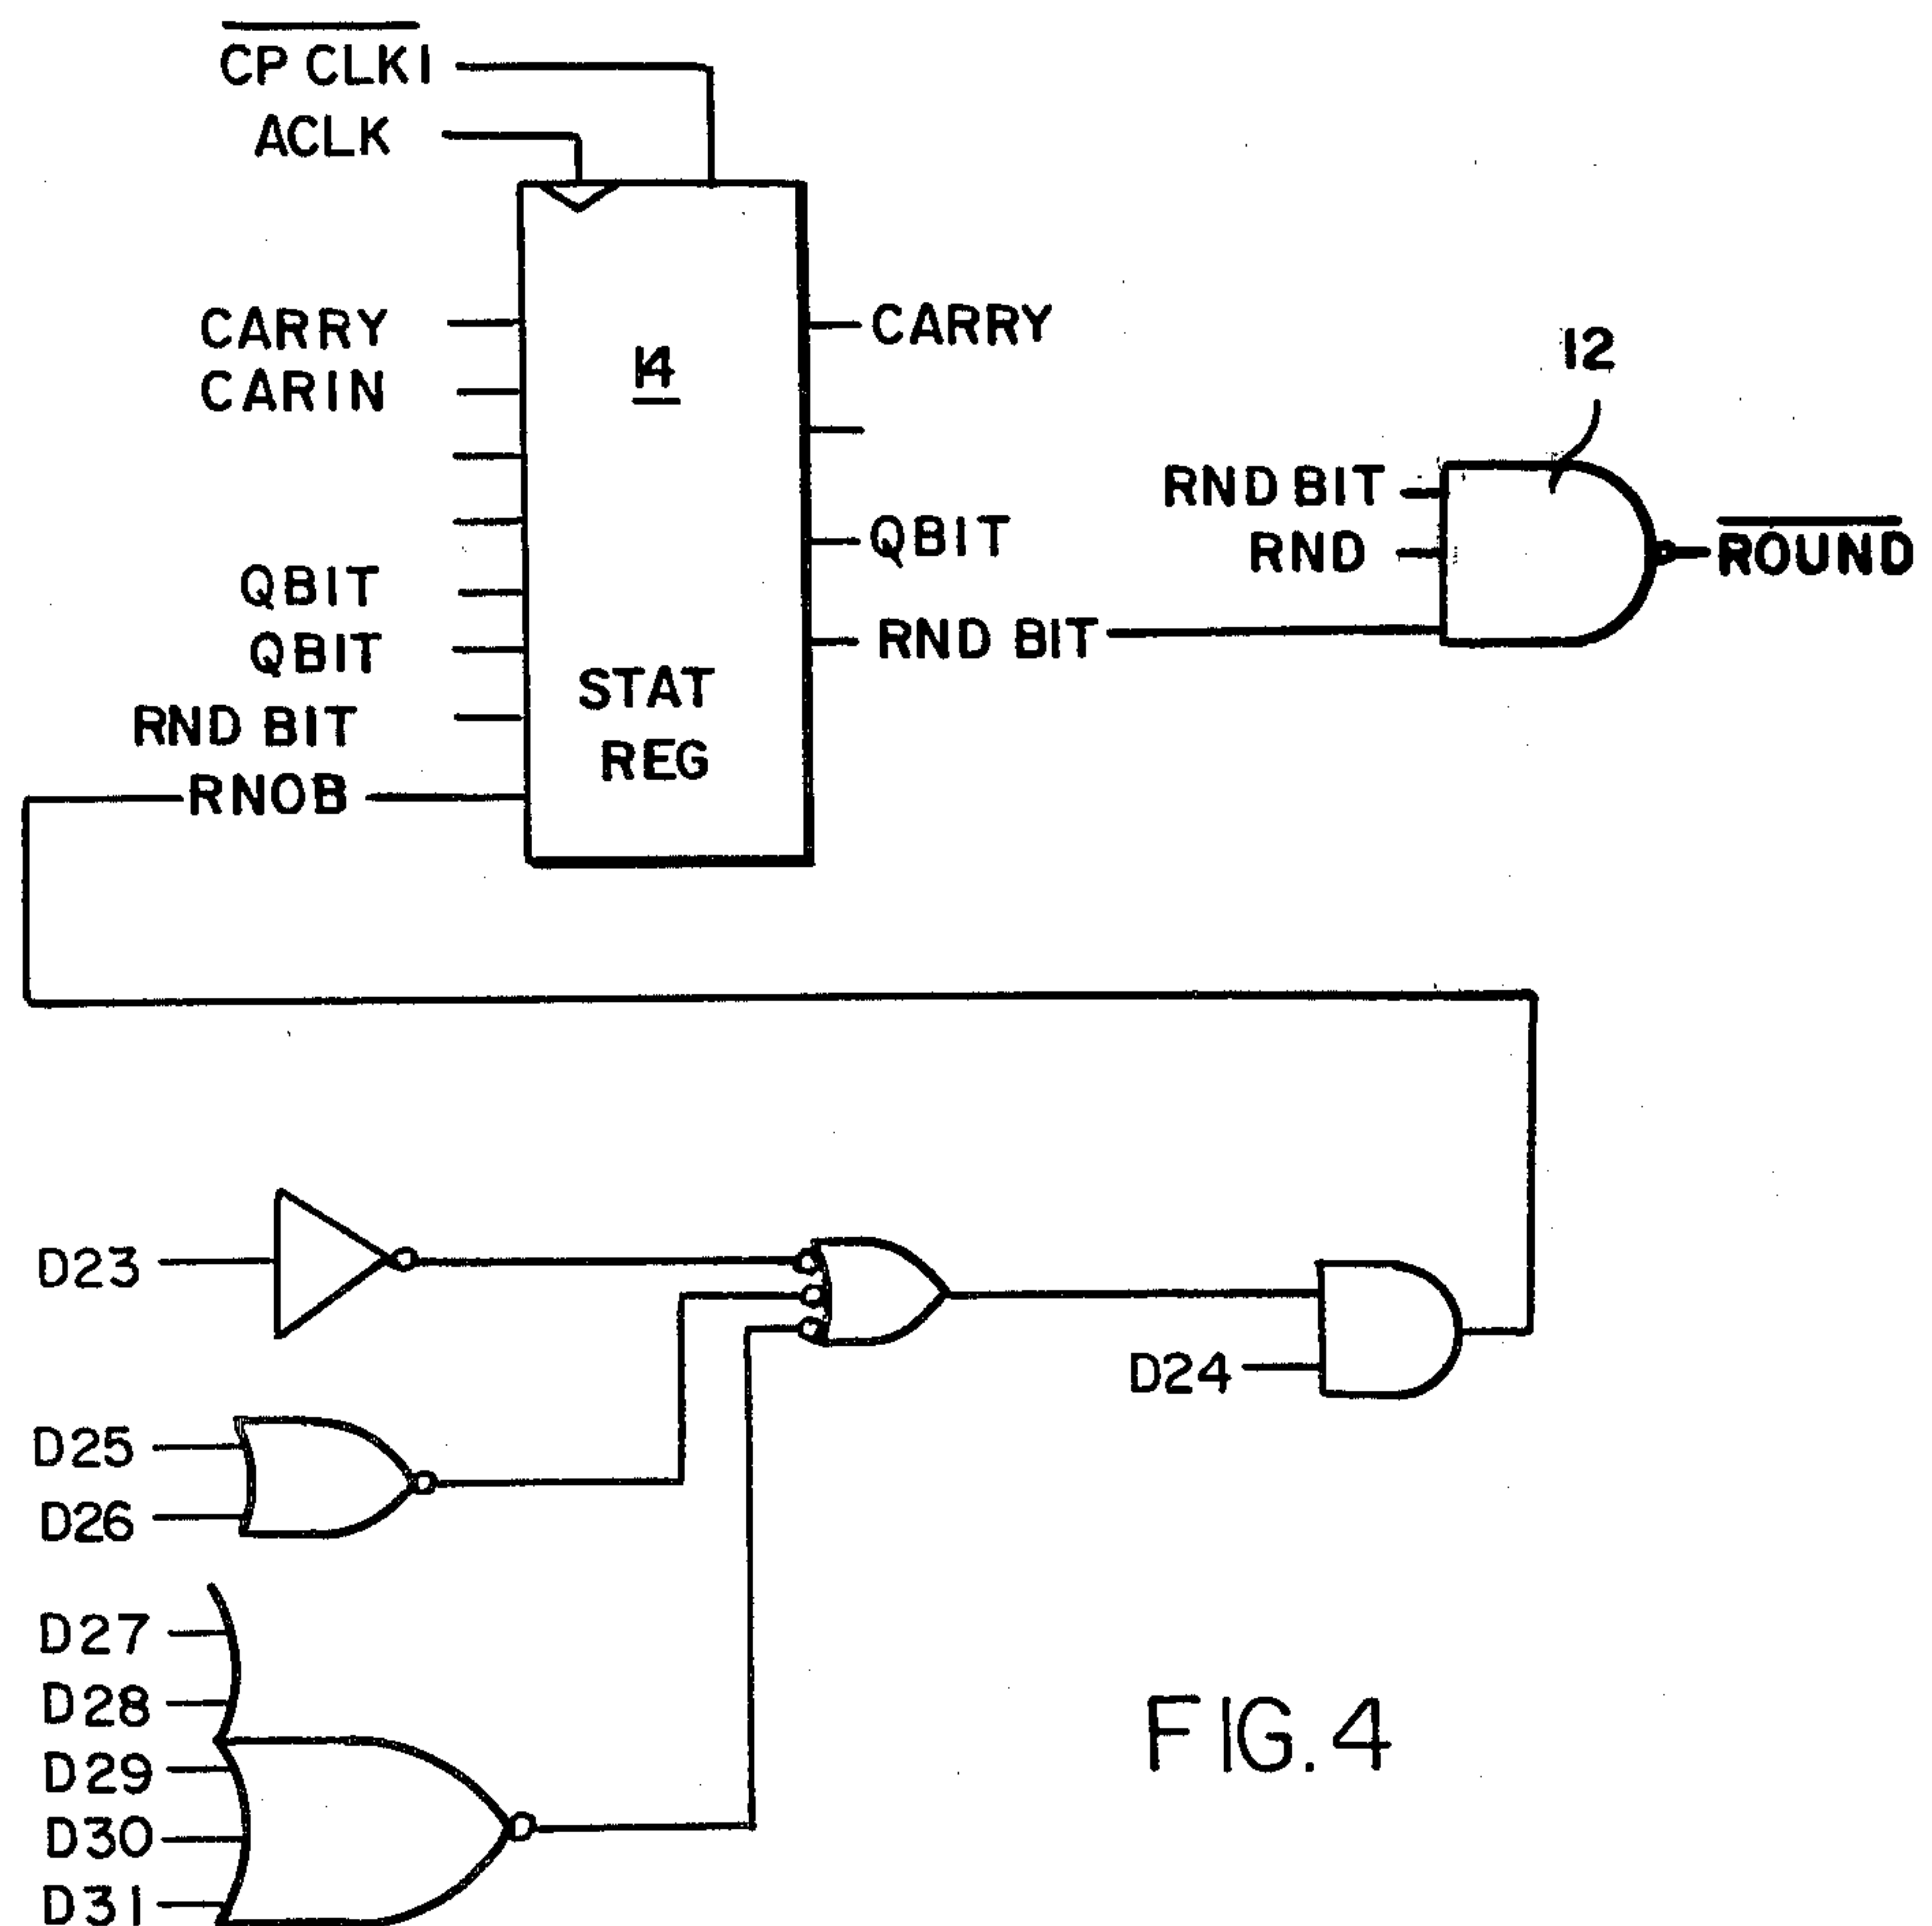 CP CLK1
ACLK
CARRY
CARIN
QBIT
QBIT
RND BIT
RNOB
14
STAT
REG
CARRY
QBIT
RND BIT
12
RND BIT
RND
ROUND
D23
D24
D25
D26
D27
D28
D29
D30
D31
FIG. 4